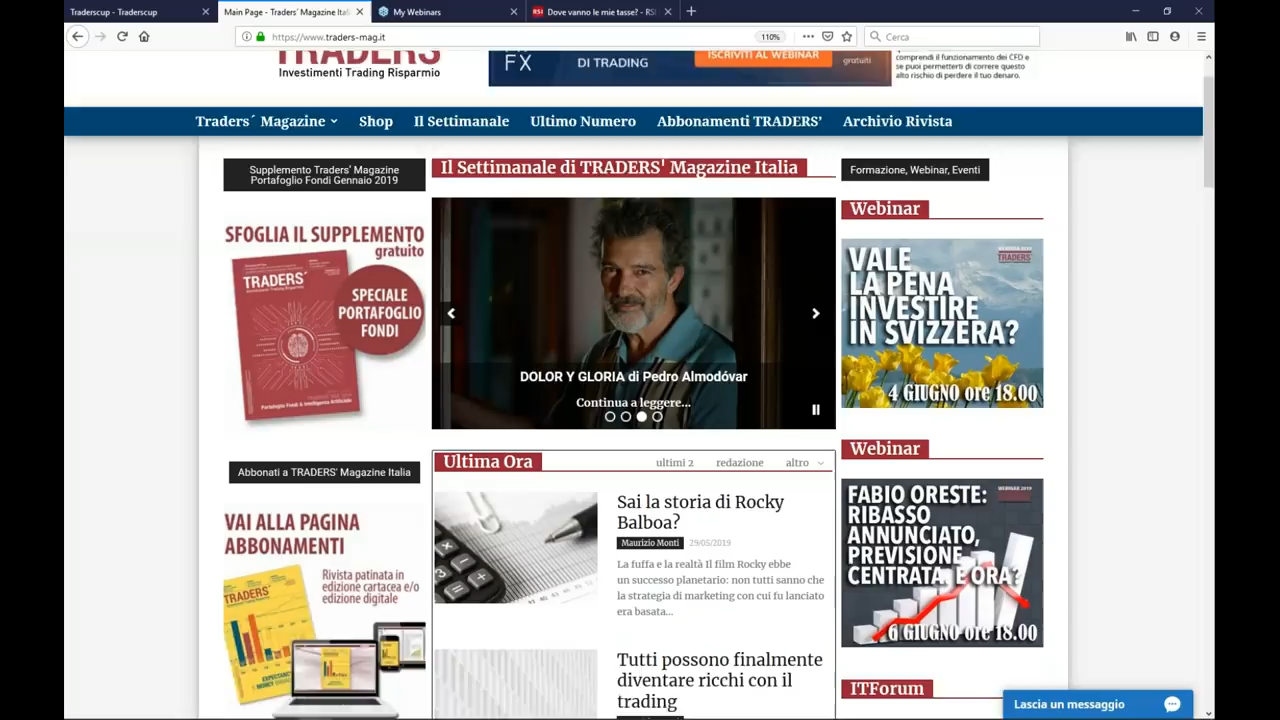 Traderscup - Traderscup
Main Page - Traders´ Magazine Itali
My Webinars
Dove vanno le mie tasse? - RSI
https://www.traders-mag.it
110%
Cerca
TRADERS
Investimenti Trading Risparmio
FX
DI TRADING
ISCRIVITI AL WEBINAR
gratuiti
comprendi il funzionamento dei CFD e
se puoi permetterti di correre questo
alto rischio di perdere il tuo denaro.
Traders´ Magazine
Shop
Il Settimanale
Ultimo Numero
Abbonamenti TRADERS’
Archivio Rivista
Supplemento Traders’ Magazine
Portafoglio Fondi Gennaio 2019
SFOGLIA IL SUPPLEMENTO
gratuito
TRADERS´
SPECIALE
PORTAFOGLIO
FONDI
Abbonati a TRADERS' Magazine Italia
VAI ALLA PAGINA
ABBONAMENTI
Rivista patinata in
edizione cartacea e/o
edizione digitale
TRADERS´
Il Settimanale di TRADERS' Magazine Italia
DOLOR Y GLORIA di Pedro Almodóvar
Continua a leggere...
Ultima Ora
ultimi 2
redazione
altro
Sai la storia di Rocky
Balboa?
Maurizio Monti
29/05/2019
La fuffa e la realtà Il film Rocky ebbe
un successo planetario: non tutti sanno che
la strategia di marketing con cui fu lanciato
era basata...
Tutti possono finalmente
diventare ricchi con il
trading
Formazione, Webinar, Eventi
Webinar
WEBINAR 2019
TRADERS´
VALE
LA PENA
INVESTIRE
IN SVIZZERA?
4 GIUGNO ore 18.00
Webinar
WEBINAR 2019
FABIO ORESTE:
RIBASSO
ANNUNCIATO,
PREVISIONE
CENTRATA. E ORA?
6 GIUGNO ore 18.00
ITForum
Lascia un messaggio